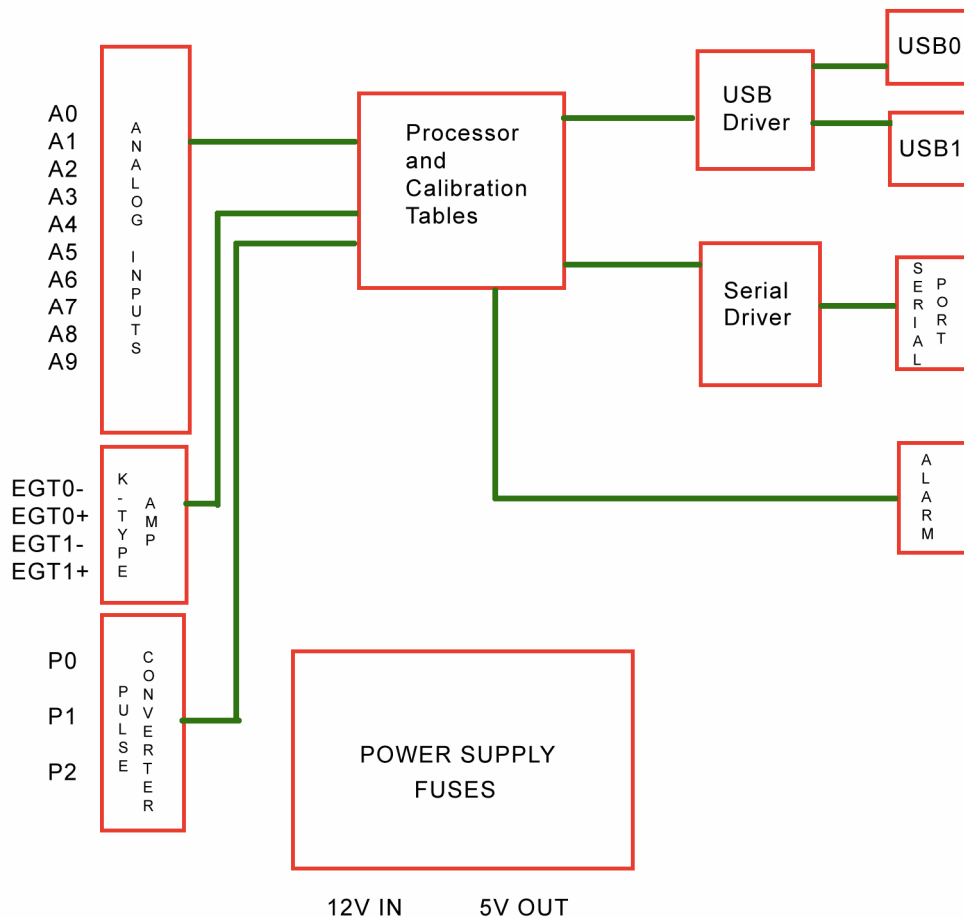 A0
A1
A2
A3
A4
A5
A6
A7
A8
A9
ANALOG INPUTS
EGT0-
EGT0+
EGT1-
EGT1+
K-TYPE
AMP
P0
P1
P2
PULSE
CONVERTER
Processor
and
Calibration
Tables
USB
Driver
USB0
USB1
Serial
Driver
SERIAL
PORT
ALARM
POWER SUPPLY
FUSES
12V IN
5V OUT